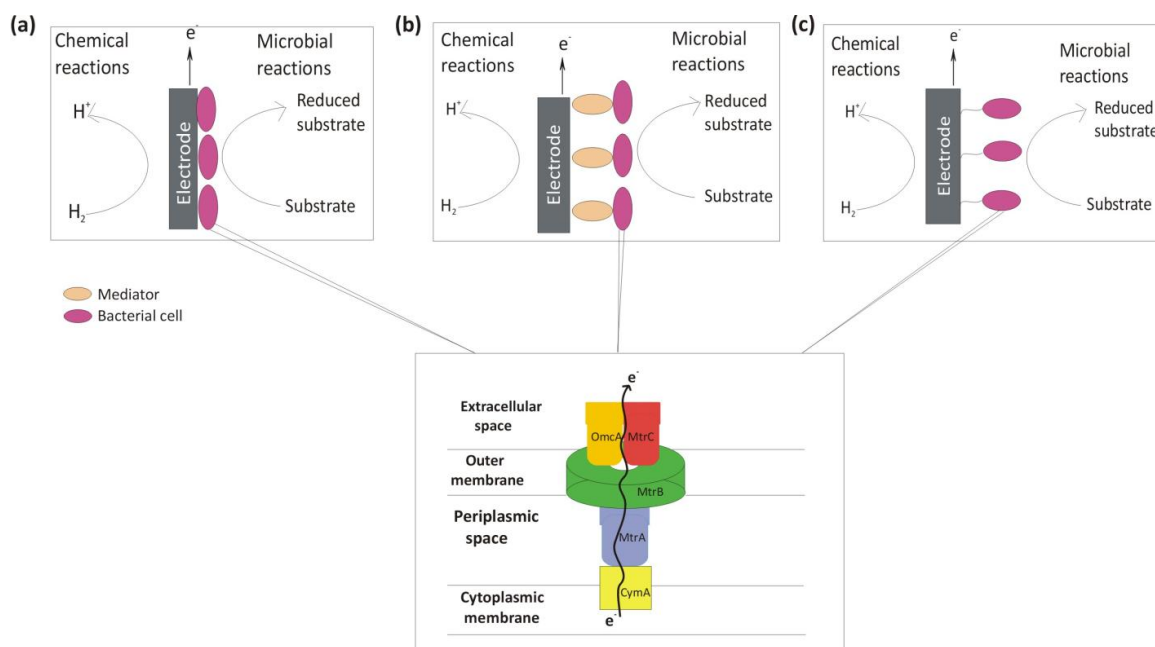 (a)
e-
Chemical
reactions
Microbial
reactions
H+
Electrode
Reduced
substrate
H2
Substrate
(b)
e-
Chemical
reactions
Microbial
reactions
H+
Electrode
Reduced
substrate
H2
Substrate
(c)
e-
Chemical
reactions
Microbial
reactions
H+
Electrode
Reduced
substrate
H2
Substrate
Mediator
Bacterial cell
e-
Extracellular
space
OmcA
MtrC
Outer
membrane
MtrB
Periplasmic
space
MtrA
CymA
Cytoplasmic
membrane
e-